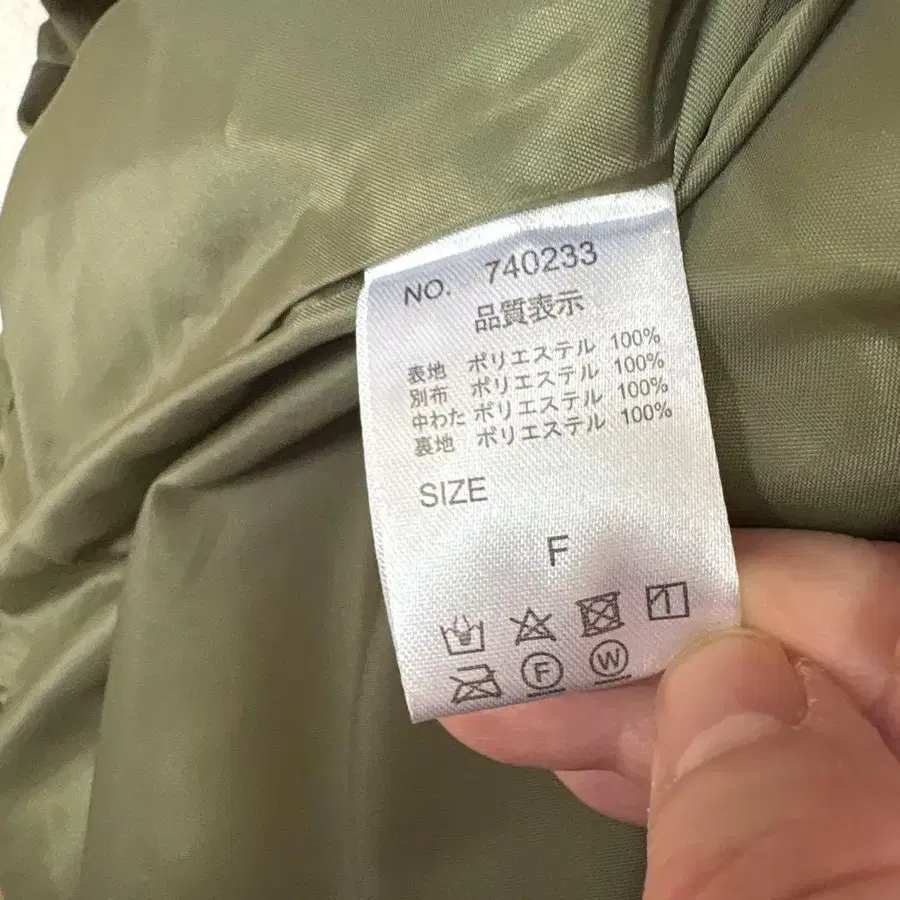 NO. 740233
品質表示
表地 ポリエステル 100%
別布 ポリエステル 100%
中わた ポリエステル 100%
裏地 ポリエステル 100%
SIZE
F
F W